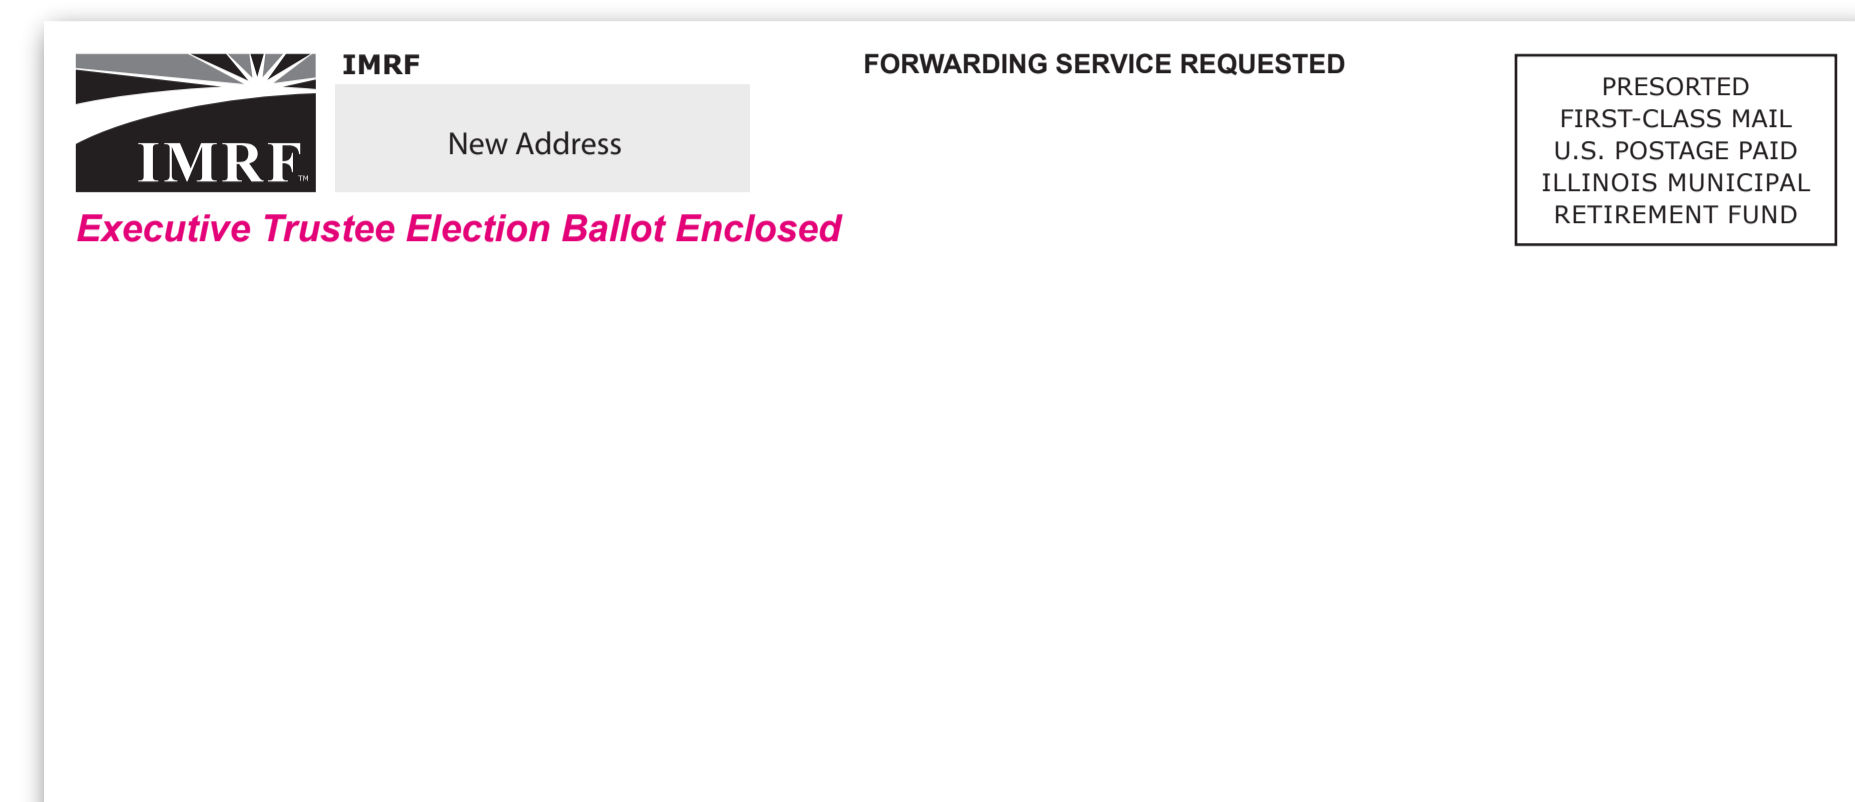 IMRF™
IMRF
New Address
Executive Trustee Election Ballot Enclosed
FORWARDING SERVICE REQUESTED
PRESORTED
FIRST-CLASS MAIL
U.S. POSTAGE PAID
ILLINOIS MUNICIPAL
RETIREMENT FUND